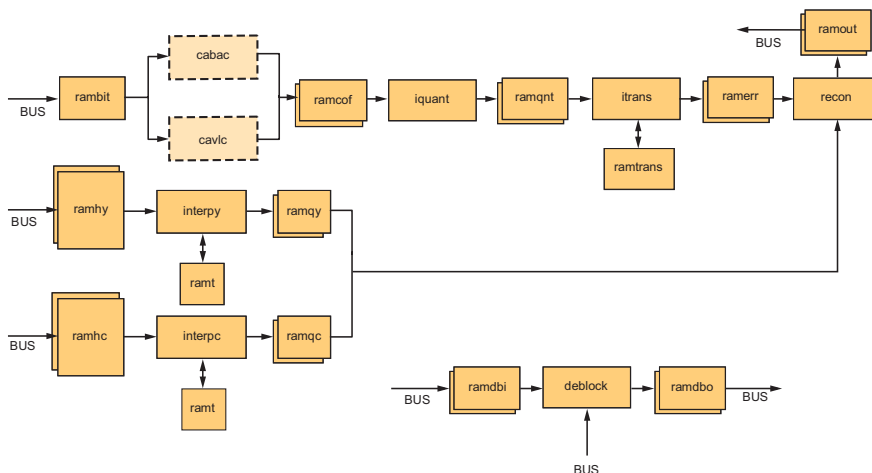 ramout
BUS
cabac
rambit
BUS
ramcof
iquant
ramqnt
itrans
ramerr
recon
cavlc
ramtrans
ramhy
BUS
interpy
ramqy
ramt
ramhc
BUS
interpc
ramqc
ramt
ramdbi
BUS
deblock
ramdbo
BUS
BUS